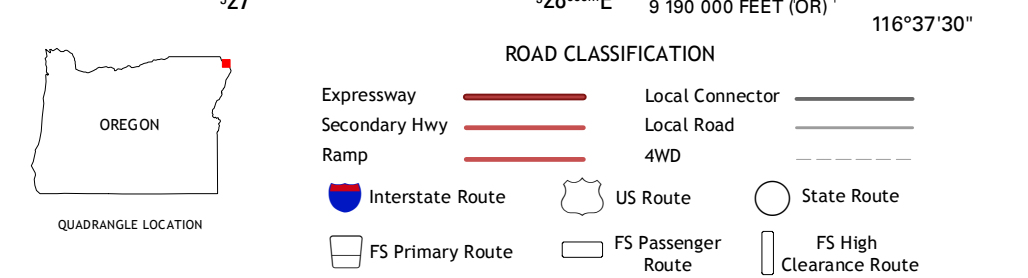 ³27
³28⁰⁰⁰ᵐE
9 190 000 FEET (OR)
116°37'30"
ROAD CLASSIFICATION
Expressway
Local Connector
Secondary Hwy
Local Road
Ramp
4WD
OREGON
Interstate Route
US Route
State Route
QUADRANGLE LOCATION
FS Primary Route
FS Passenger
Route
FS High
Clearance Route